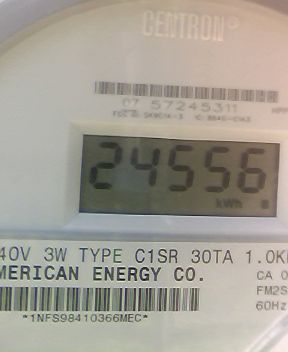 CENTRON®
07 57245311
24556
kWh
40V 3W TYPE C1SR 30TA 1.0K
MERICAN ENERGY CO.
CA 0
FM2S
60Hz
*1NFS98410366MEC*